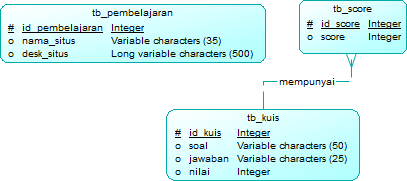 tb_pembelajaran
# id_pembelajaran Integer
o nama_situs Variable characters (35)
o desk_situs Long variable characters (500)
tb_score
# id_score Integer
o score Integer
mempunyai
tb_kuis
# id_kuis Integer
o soal Variable characters (50)
o jawaban Variable characters (25)
o nilai Integer